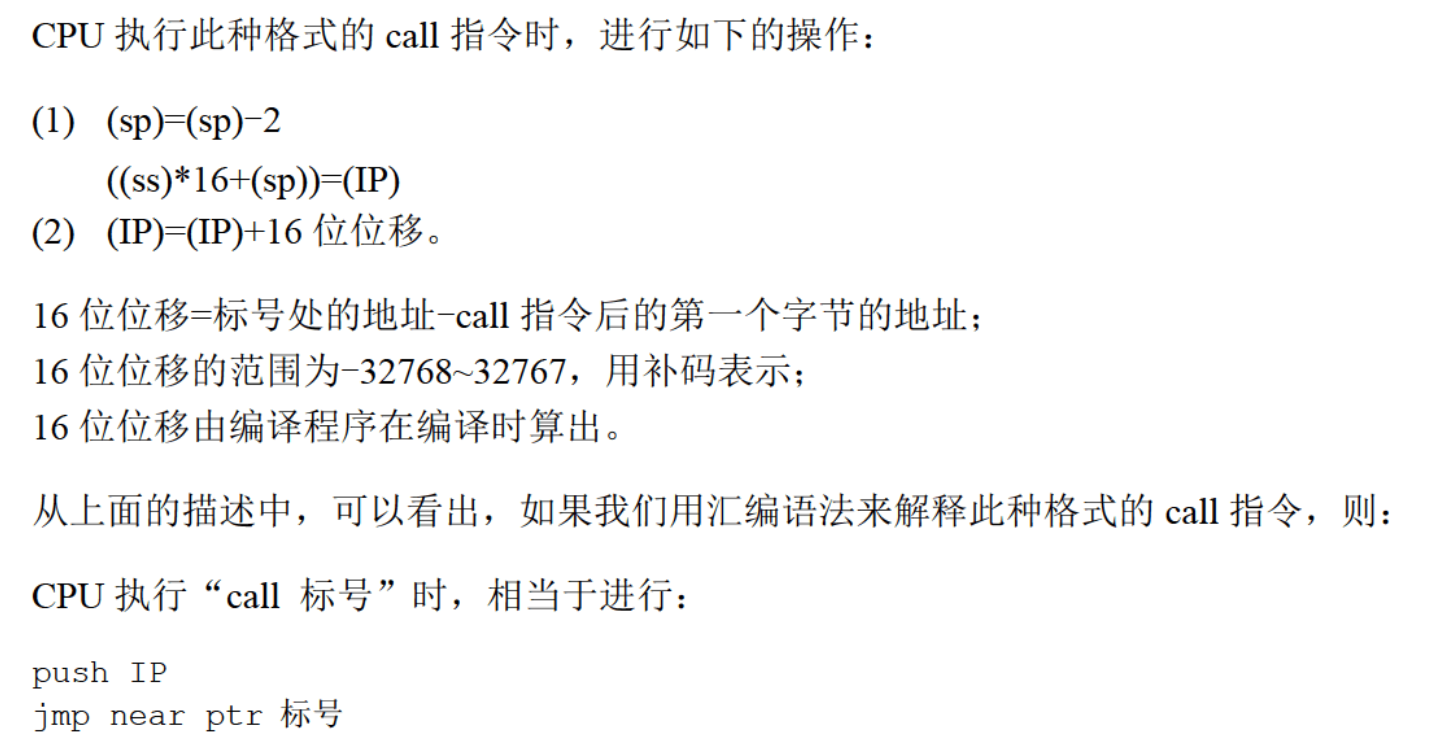 CPU 执行此种格式的 call 指令时，进行如下的操作：
(1) (sp)=(sp)−2
((ss)*16+(sp))=(IP)
(2) (IP)=(IP)+16 位位移。
16 位位移=标号处的地址−call 指令后的第一个字节的地址；
16 位位移的范围为−32768~32767，用补码表示；
16 位位移由编译程序在编译时算出。
从上面的描述中，可以看出，如果我们用汇编语法来解释此种格式的 call 指令，则：
CPU 执行“call 标号”时，相当于进行：
push IP
jmp near ptr 标号